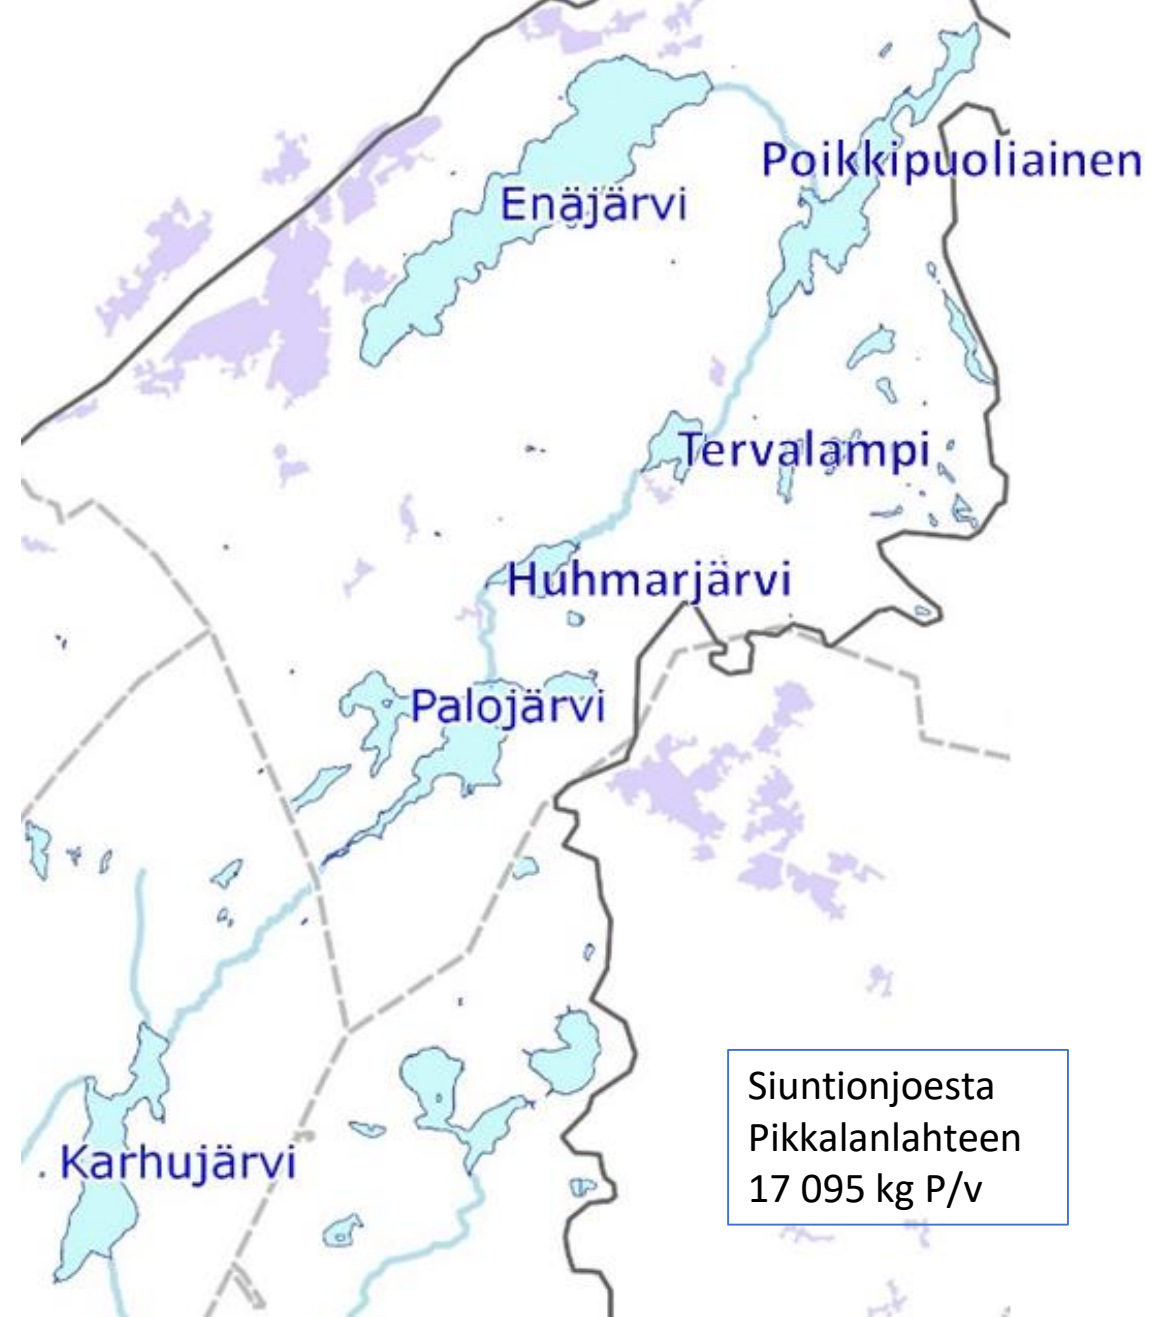 Poikkipuoliainen
Enäjärvi
Tervalampi
Huhmarjärvi
Palojärvi
Karhujärvi
Siuntionjoesta
Pikkalanlahteen
17 095 kg P/v